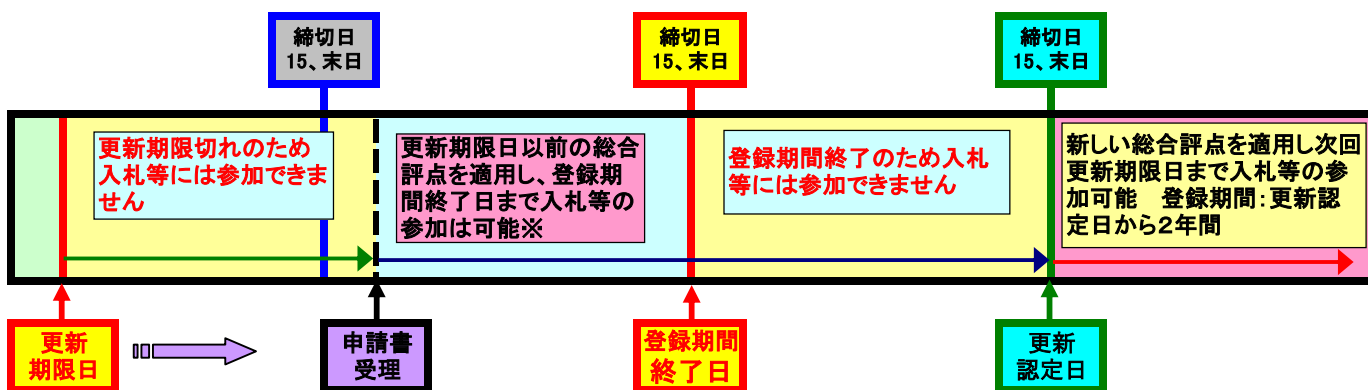 締切日
15、末日
締切日
15、末日
締切日
15、末日
更新期限切れのため
入札等には参加できま
せん
更新期限日以前の総合
評点を適用し、登録期
間終了日まで入札等の
参加は可能※
登録期間終了のため入札
等には参加できません
新しい総合評点を適用し次回
更新期限日まで入札等の参
加可能　登録期間：更新認
定日から２年間
更新
期限日
申請書
受理
登録期間
終了日
更新
認定日